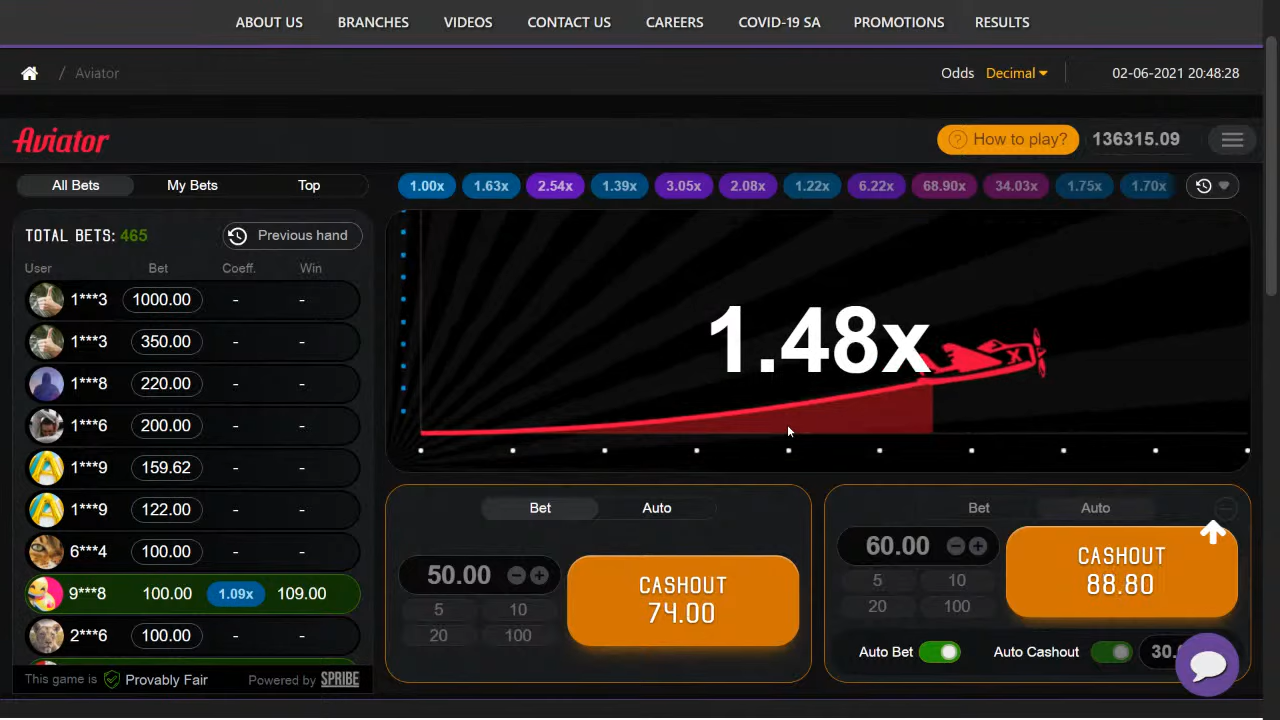 ABOUT US BRANCHES VIDEOS CONTACT US CAREERS COVID-19 SA PROMOTIONS RESULTS
/ Aviator Odds Decimal 02-06-2021 20:48:28
Aviator ? How to play? 136315.09
All Bets My Bets Top 1.00x 1.63x 2.54x 1.39x 3.05x 2.08x 1.22x 6.22x 68.90x 34.03x 1.75x 1.70x
TOTAL BETS: 465 Previous hand
User Bet Coeff. Win
1***3 1000.00 - -
1***3 350.00 - -
1***8 220.00 - -
1***6 200.00 - -
1***9 159.62 - -
1***9 122.00 - -
6***4 100.00 - -
9***8 100.00 1.09x 109.00
2***6 100.00 - -
This game is Provably Fair Powered by SPRIBE
1.48x
X
Bet Auto
50.00
5 10
20 100
CASHOUT
74.00
Bet Auto
60.00
5 10
20 100
CASHOUT
88.80
Auto Bet Auto Cashout